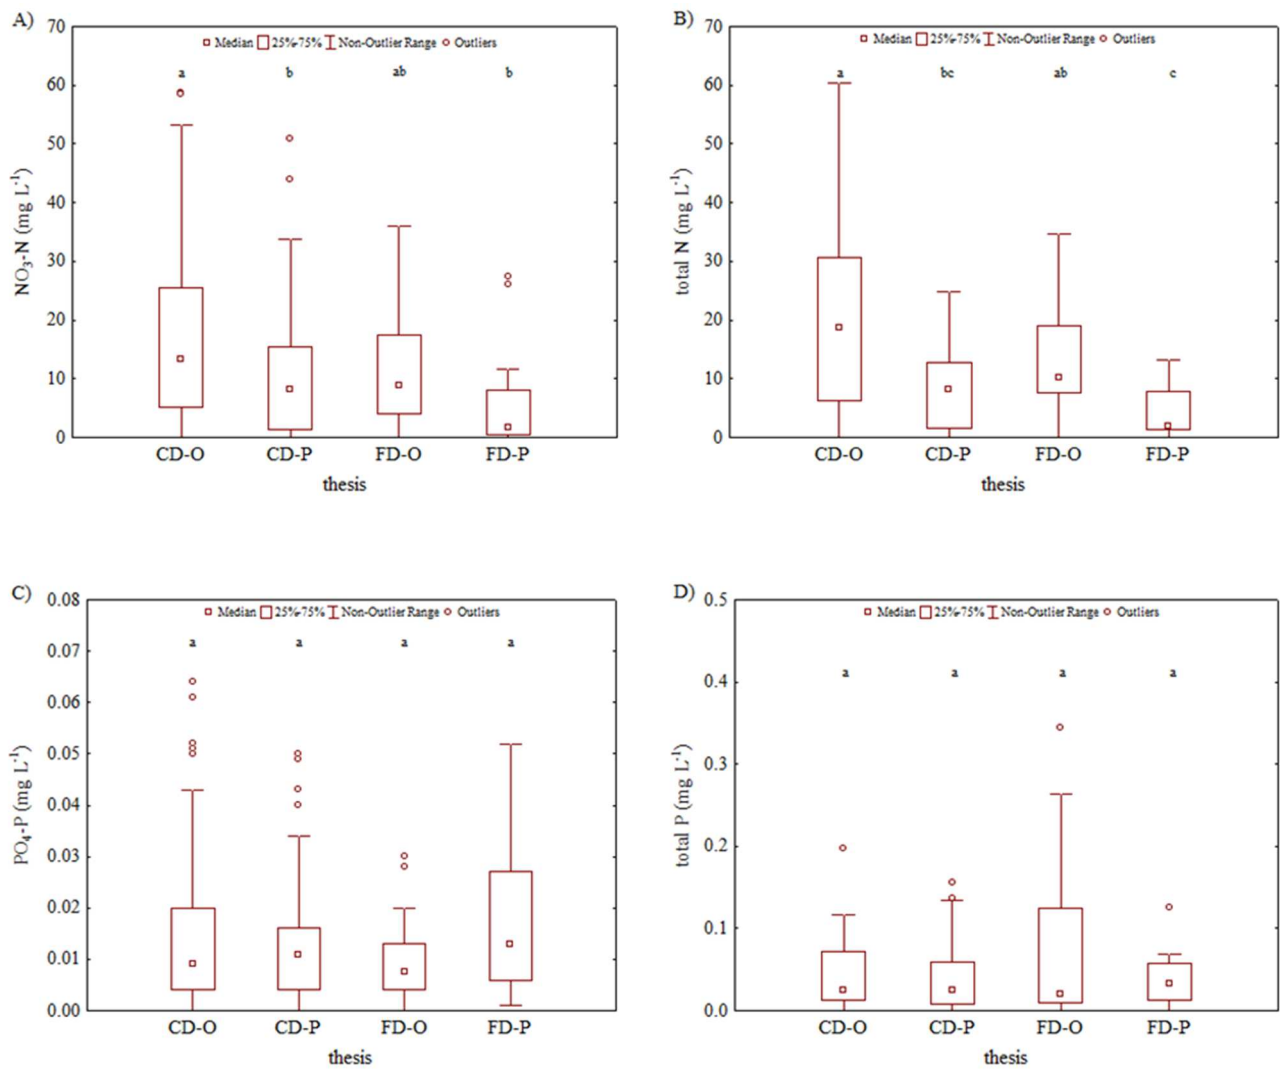 A)
Median 25%-75% Non-Outlier Range Outliers
a b ab b
70
60
50
40
30
20
10
0
NO3-N (mg L-1)
CD-O CD-P FD-O FD-P
thesis
B)
Median 25%-75% Non-Outlier Range Outliers
a bc ab c
70
60
50
40
30
20
10
0
total N (mg L-1)
CD-O CD-P FD-O FD-P
thesis
C)
Median 25%-75% Non-Outlier Range Outliers
a a a a
0.08
0.07
0.06
0.05
0.04
0.03
0.02
0.01
0.00
PO4-P (mg L-1)
CD-O CD-P FD-O FD-P
thesis
D)
Median 25%-75% Non-Outlier Range Outliers
a a a a
0.5
0.4
0.3
0.2
0.1
0.0
total P (mg L-1)
CD-O CD-P FD-O FD-P
thesis